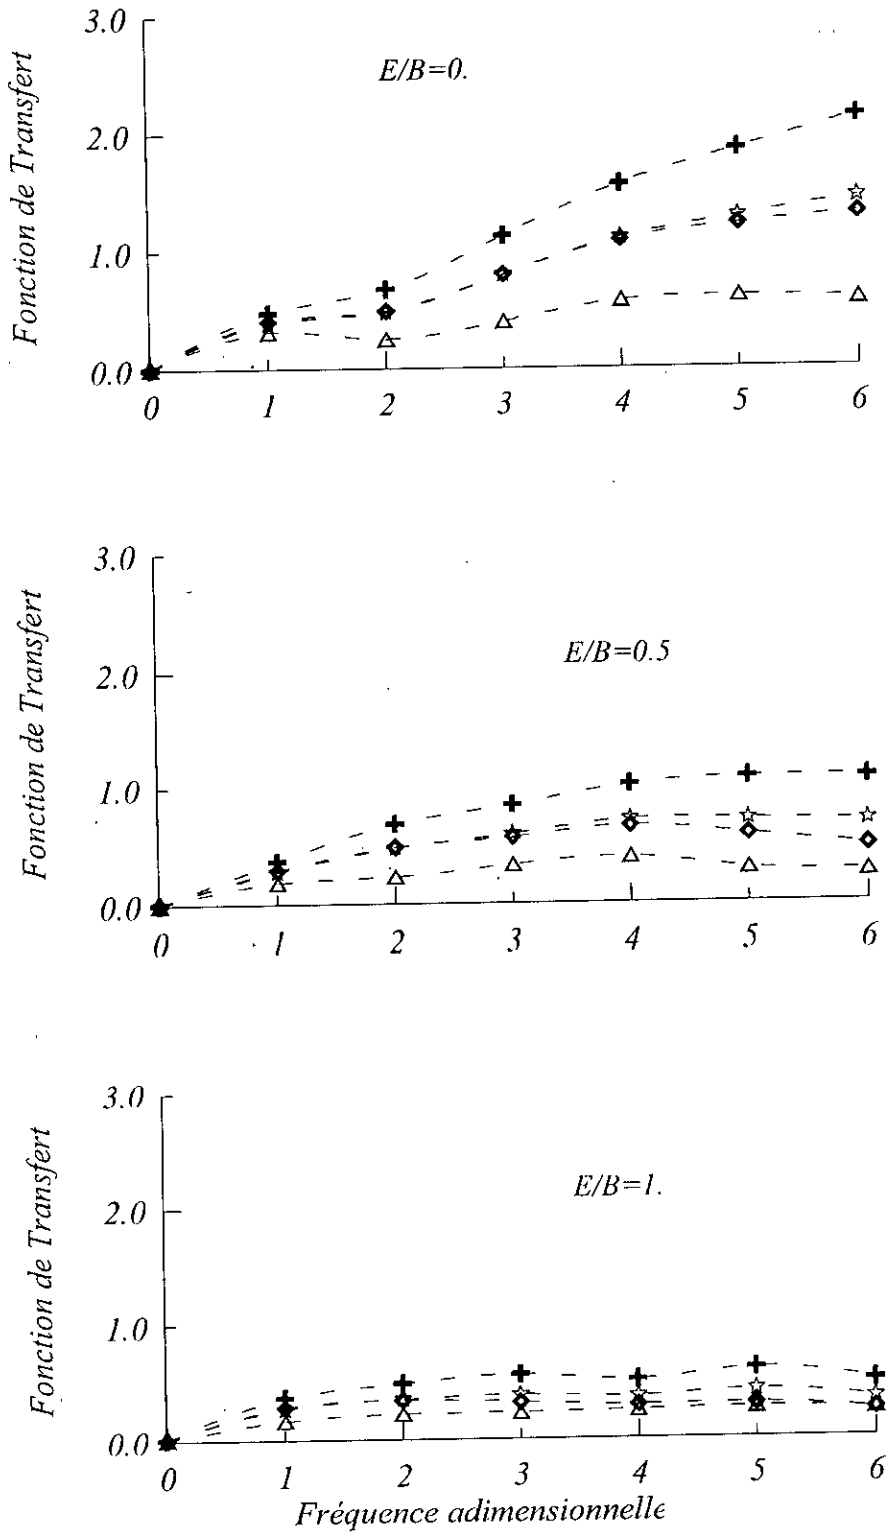 3.0
E/B=0.
2.0
1.0
0.0
Fonction de Transfert
0 1 2 3 4 5 6
3.0
E/B=0.5
2.0
1.0
0.0
Fonction de Transfert
0 1 2 3 4 5 6
3.0
E/B=1.
2.0
1.0
0.0
Fonction de Transfert
0 1 2 3 4 5 6
Fréquence adimensionnelle